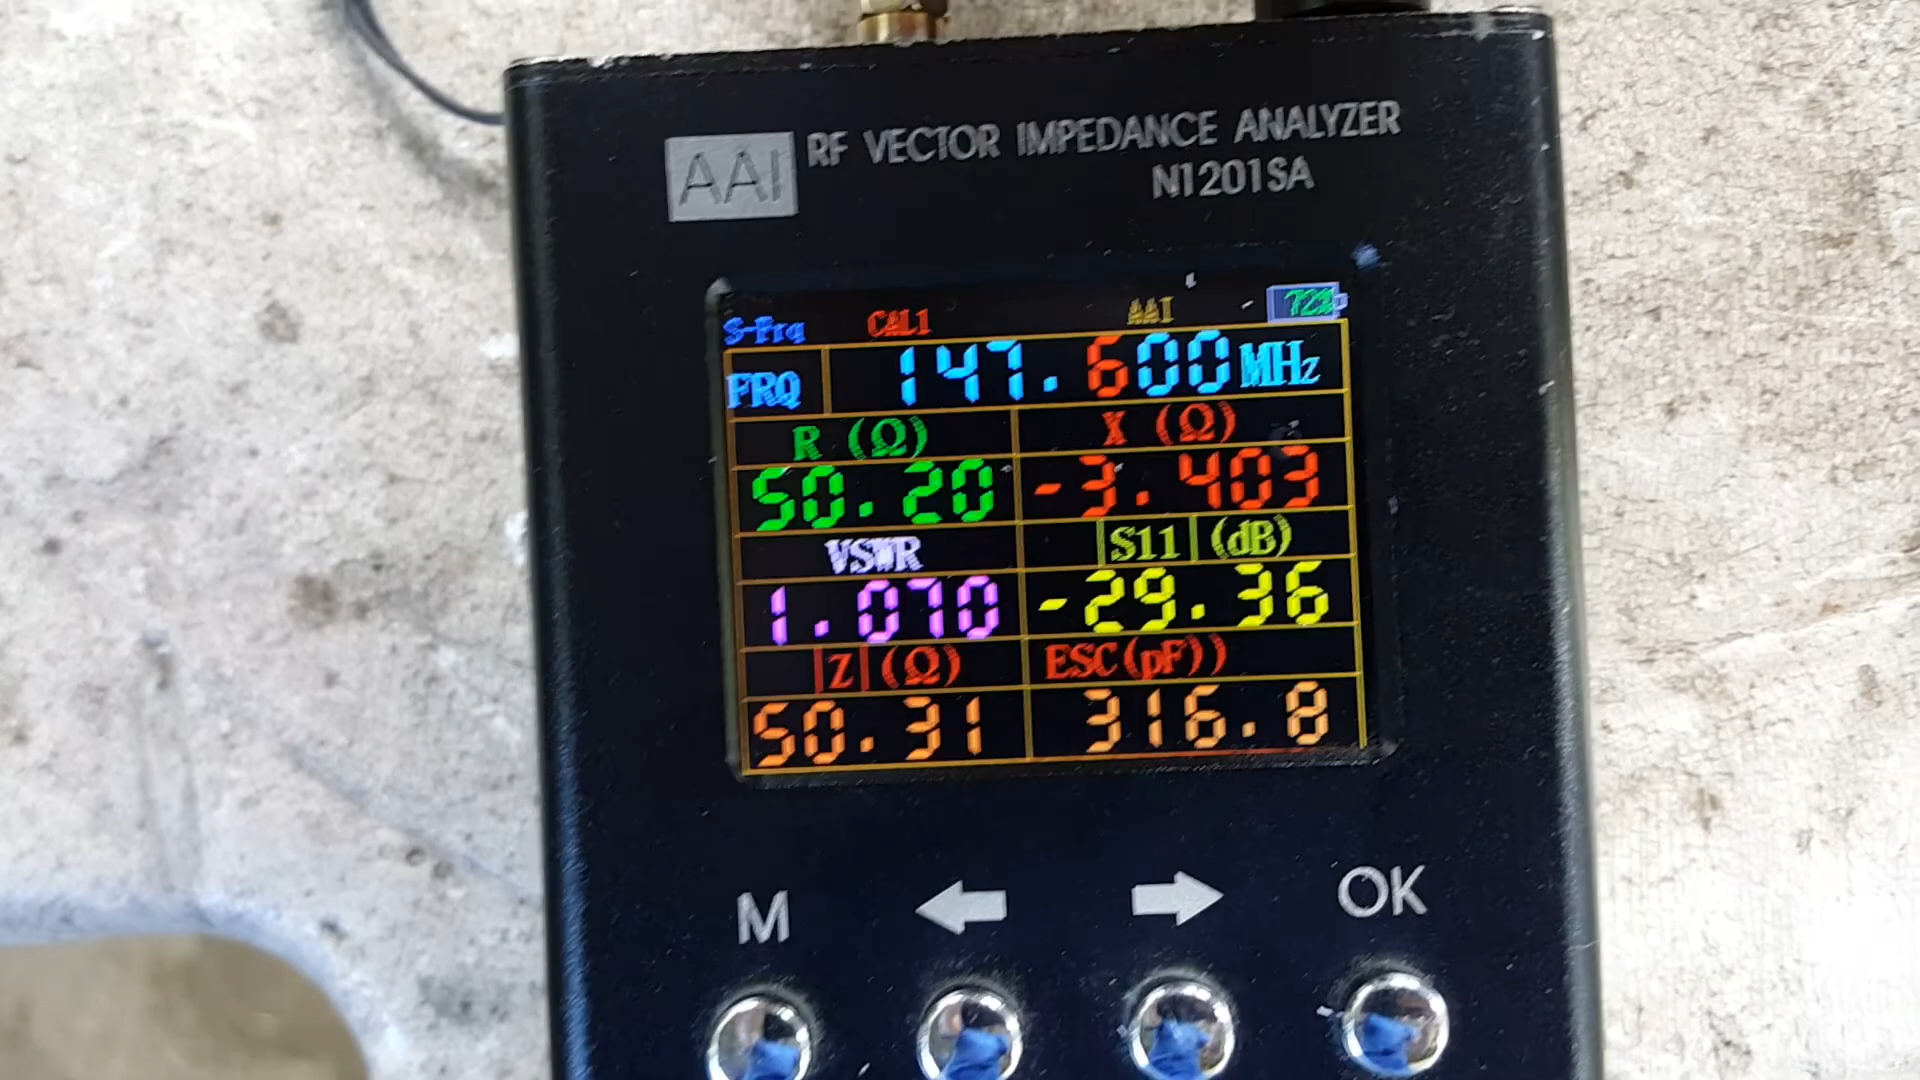 AAI RF VECTOR IMPEDANCE ANALYZER
N1201SA
S-Frq CAL1 AAI 72%
FRQ 147.600MHz
R (Ω) X (Ω)
50.20 -3.403
VSWR |S11|(dB)
1.070 -29.36
|Z|(Ω) ESC(pF))
50.31 316.8
M OK